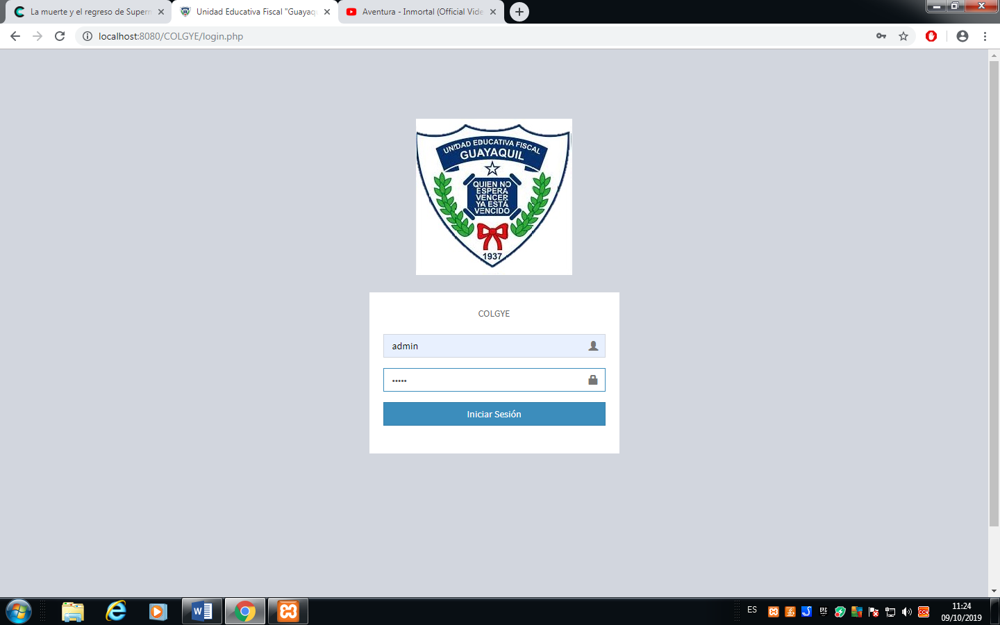 La muerte y el regreso de Superm
Unidad Educativa Fiscal "Guayaqu
Aventura - Inmortal (Official Vide
localhost:8080/COLGYE/login.php
UNIDAD EDUCATIVA FISCAL
GUAYAQUIL
QUIEN NO
ESPERA
VENCER
YA ESTÁ
VENCIDO
1937
COLGYE
admin
•••••
Iniciar Sesión
ES
11:24
09/10/2019